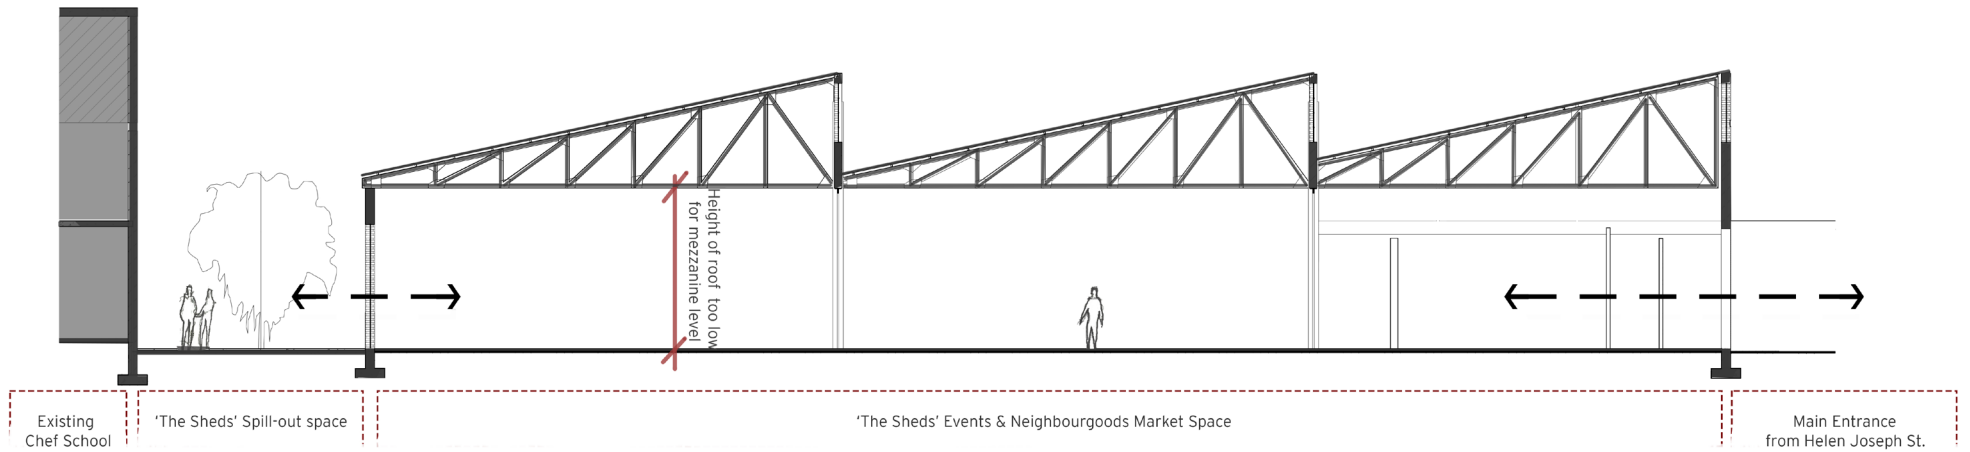 Height of roof too low
for mezzanine level
Existing
Chef School
‘The Sheds’ Spill-out space
‘The Sheds’ Events & Neighbourgoods Market Space
Main Entrance
from Helen Joseph St.